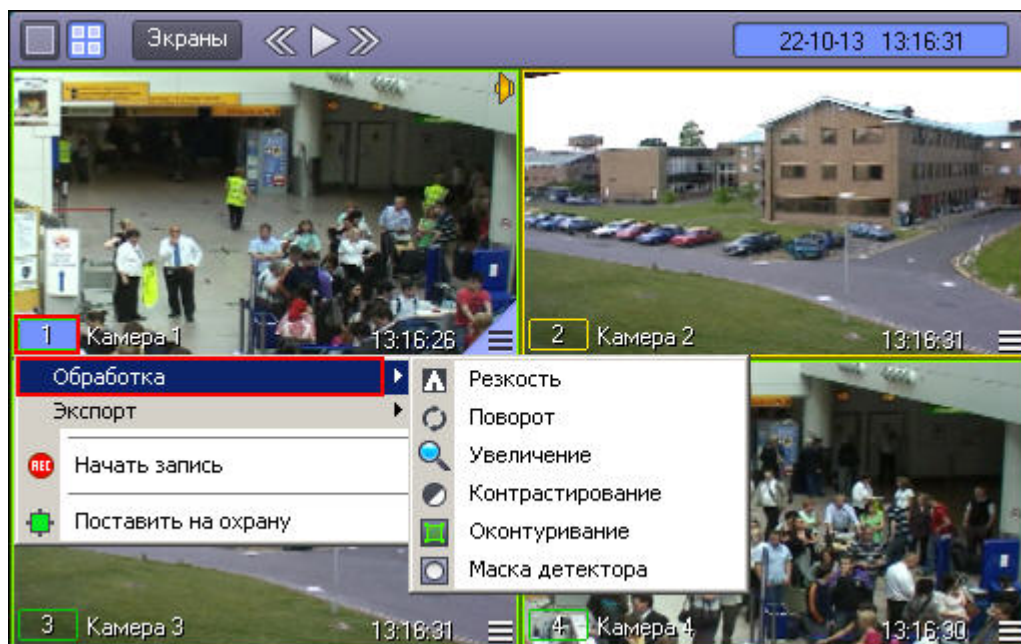 Экраны
22-10-13 13:16:31
1 Камера 1 13:16:26
2 Камера 2 13:16:31
Обработка
Экспорт
REC Начать запись
Поставить на охрану
Резкость
Поворот
Увеличение
Контрастирование
Оконтуривание
Маска детектора
3 Камера 3 13:16:31
4 Камера 4 13:16:30